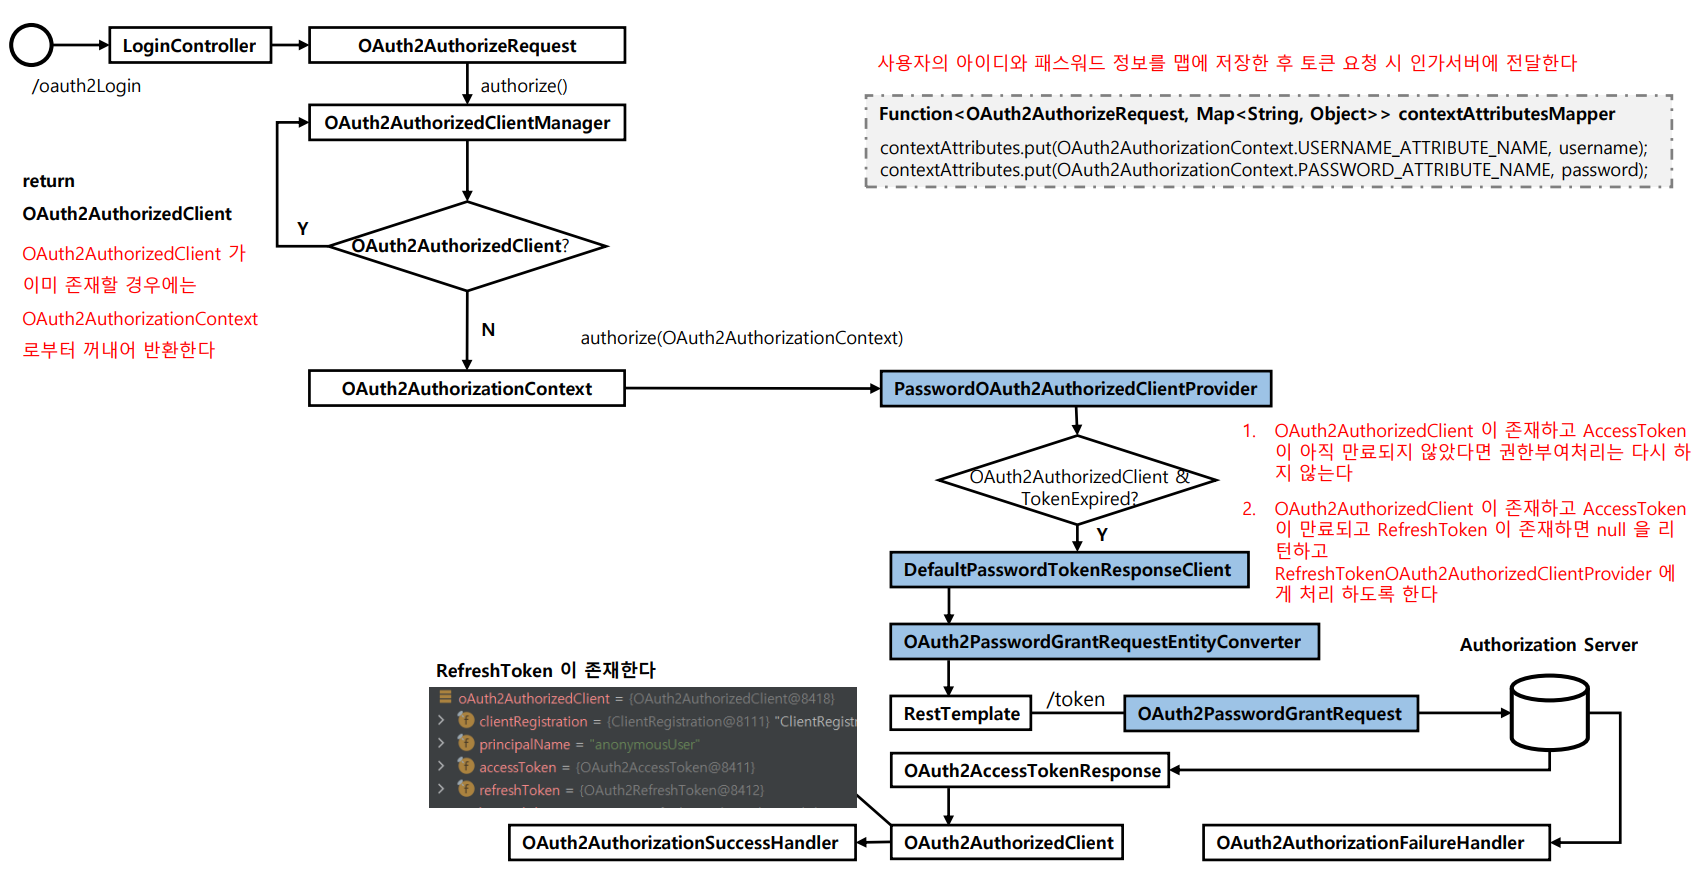 LoginController
OAuth2AuthorizeRequest
/oauth2Login
authorize()
사용자의 아이디와 패스워드 정보를 맵에 저장한 후 토큰 요청 시 인가서버에 전달한다
Function<OAuth2AuthorizeRequest, Map<String, Object>> contextAttributesMapper
contextAttributes.put(OAuth2AuthorizationContext.USERNAME_ATTRIBUTE_NAME, username);
contextAttributes.put(OAuth2AuthorizationContext.PASSWORD_ATTRIBUTE_NAME, password);
OAuth2AuthorizedClientManager
return
OAuth2AuthorizedClient
OAuth2AuthorizedClient 가
이미 존재할 경우에는
OAuth2AuthorizationContext
로부터 꺼내어 반환한다
Y
OAuth2AuthorizedClient?
N
authorize(OAuth2AuthorizationContext)
OAuth2AuthorizationContext
PasswordOAuth2AuthorizedClientProvider
OAuth2AuthorizedClient &
TokenExpired?
Y
1. OAuth2AuthorizedClient 이 존재하고 AccessToken
이 아직 만료되지 않았다면 권한부여처리는 다시 하
지 않는다
2. OAuth2AuthorizedClient 이 존재하고 AccessToken
이 만료되고 RefreshToken 이 존재하면 null 을 리
턴하고
RefreshTokenOAuth2AuthorizedClientProvider 에
게 처리 하도록 한다
DefaultPasswordTokenResponseClient
OAuth2PasswordGrantRequestEntityConverter
Authorization Server
RestTemplate
/token
OAuth2PasswordGrantRequest
OAuth2AccessTokenResponse
RefreshToken 이 존재한다
oAuth2AuthorizedClient = {OAuth2AuthorizedClient@8418}
clientRegistration = {ClientRegistration@8111} "ClientRegistr
principalName = "anonymousUser"
accessToken = {OAuth2AccessToken@8411}
refreshToken = {OAuth2RefreshToken@8412}
OAuth2AuthorizationSuccessHandler
OAuth2AuthorizedClient
OAuth2AuthorizationFailureHandler